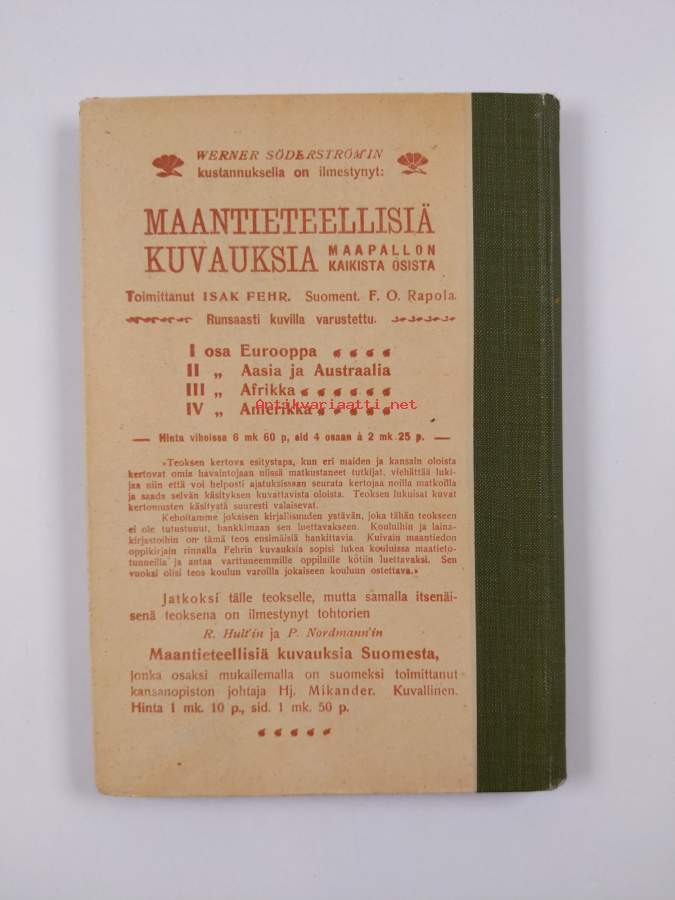 WERNER SÖDERSTRÖM'IN
kustannuksella on ilmestynyt:
MAANTIETEELLISIÄ
KUVAUKSIA MAAPALLON
KAIKISTA OSISTA
Toimittanut ISAK FEHR. Suoment. F. O. Rapola.
Runsaasti kuvilla varustettu.
I osa Eurooppa
II „ Aasia ja Australia
III „ Afrikka
IV „ Amerikka
Antikvariaatti.net
— Hinta vihoissa 6 mk 60 p, sid 4 osaan à 2 mk 25 p. —
»Teoksen kertova esitystapa, kun eri maiden ja kansain oloista
kertovat omia havaintojaan niissä matkustaneet tutkijat, viehättää luki-
jaa niin että voi helposti ajatuksissaan seurata kertojaa noilla matkoilla
ja saada selvän käsityksen kuvattavista oloista. Teoksen lukuisat kuvat
kertomusten käsitystä suuresti valaisevat.
Kehoitamme jokaisen kirjallisuuden ystävän, joka tähän teokseen
ei ole tutustunut, hankkimaan sen luettavakseen. Kouluihin ja laina-
kirjastoihin on tämä teos ensimäisiä hankittavia. Kuivain maantiedon
oppikirjain rinnalla Fehrin kuvauksia sopisi lukea kouluissa maatieto-
tunneilla ja antaa varttuneemmille oppilaille kotiin luettavaksi. Sen
vuoksi olisi teos koulun varoilla jokaiseen kouluun ostettava.»
Jatkoksi tälle teokselle, mutta samalla itsenäi-
senä teoksena on ilmestynyt tohtorien
R. Hult'in ja P. Nordmann'in
Maantieteellisiä kuvauksia Suomesta,
jonka osaksi mukailemalla on suomeksi toimittanut
kansanopiston johtaja Hj. Mikander. Kuvallinen.
Hinta 1 mk. 10 p., sid. 1 mk. 50 p.